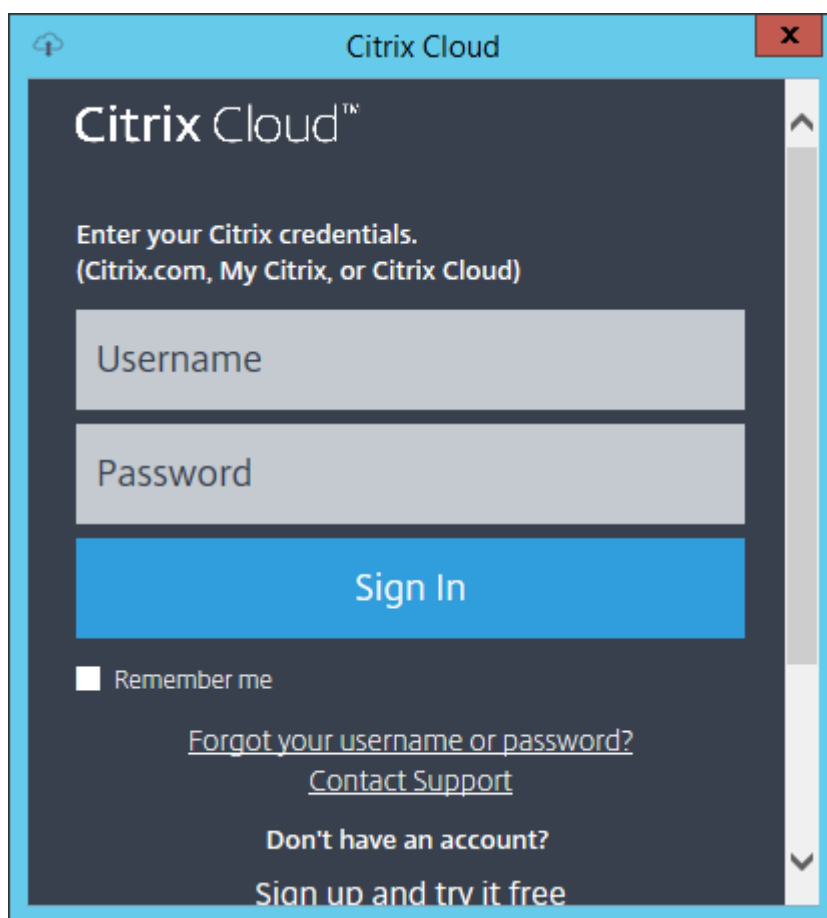 Citrix Cloud
Citrix Cloud™
Enter your Citrix credentials.
(Citrix.com, My Citrix, or Citrix Cloud)
Username
Password
Sign In
Remember me
Forgot your username or password?
Contact Support
Don't have an account?
Sign up and try it free